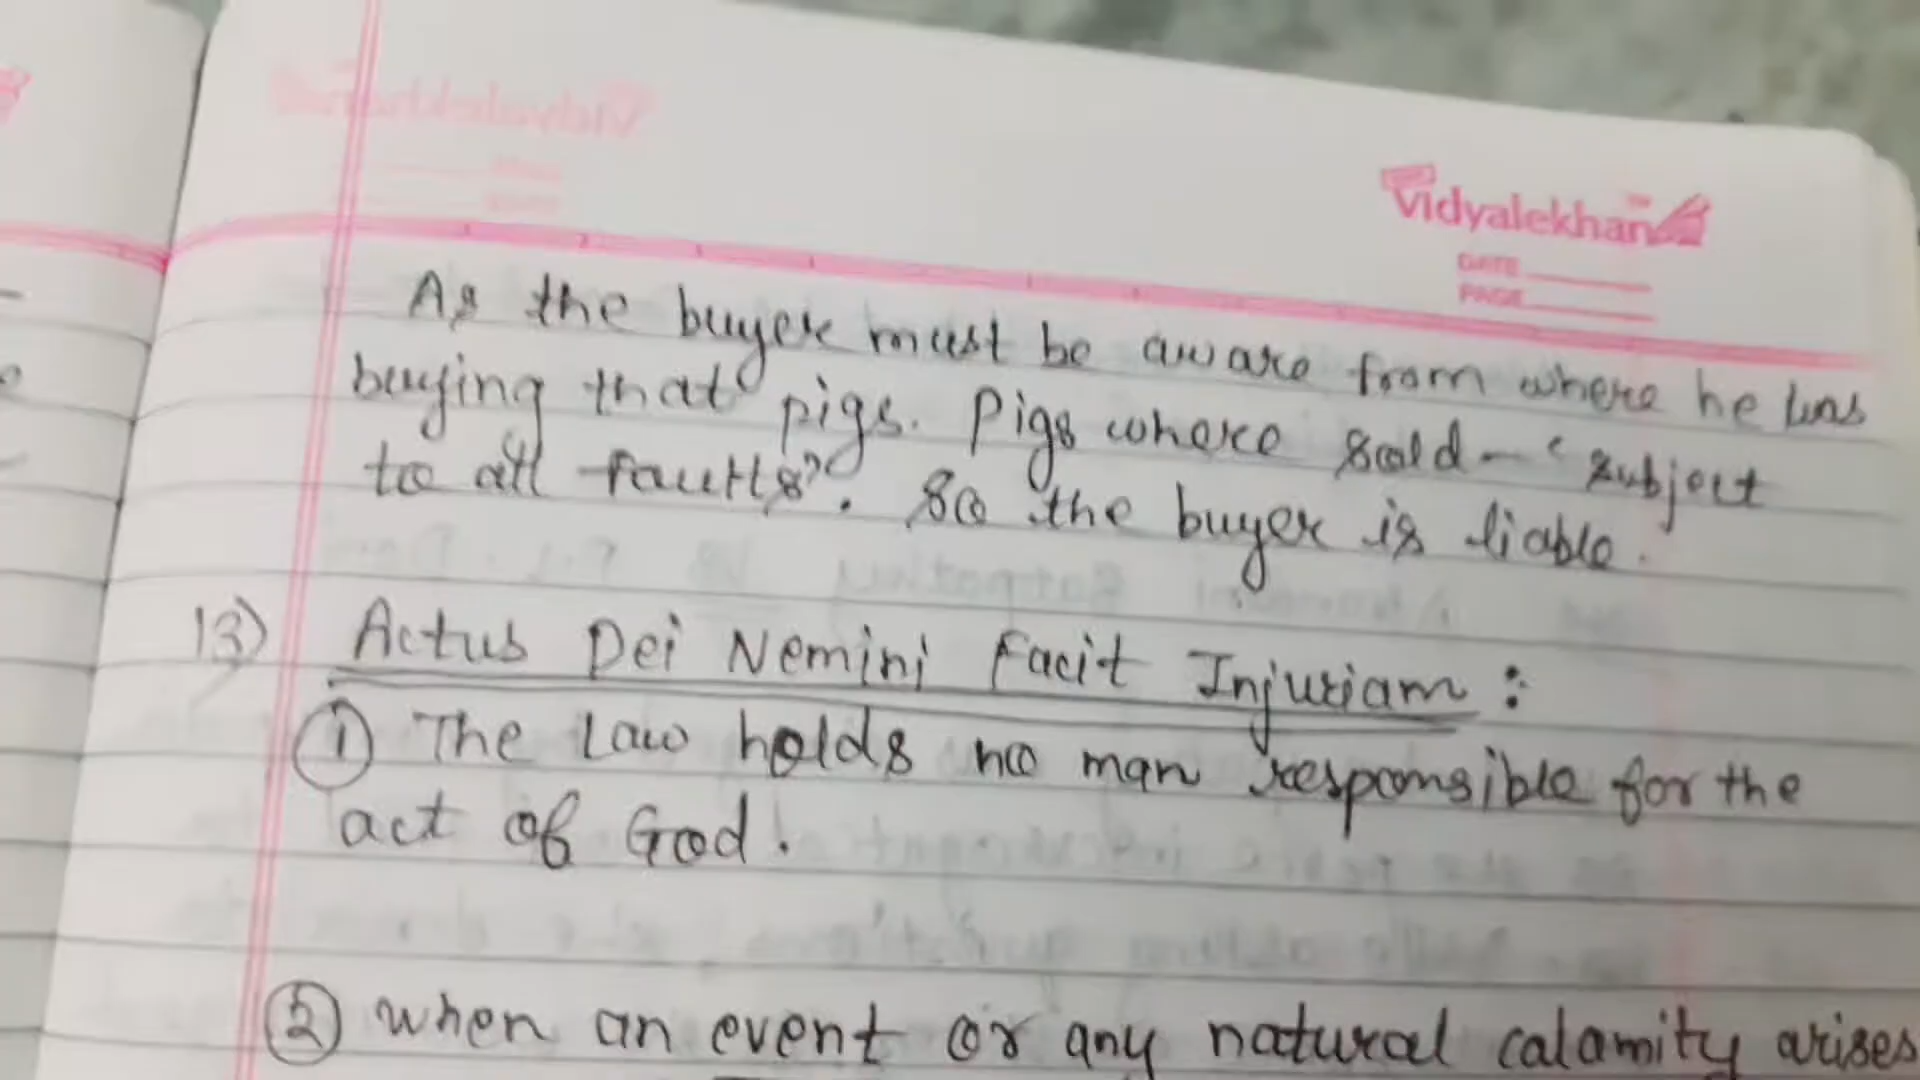 Vidyalekhan
DATE
PAGE
As the buyer must be aware from where he was
buying that pigs. Pigs where sold - 'subject
to all faults'. So the buyer is liable.
13) Actus Dei Nemini Facit Injuriam :
① The Law holds no man responsible for the
act of God.
② when an event or any natural calamity arises